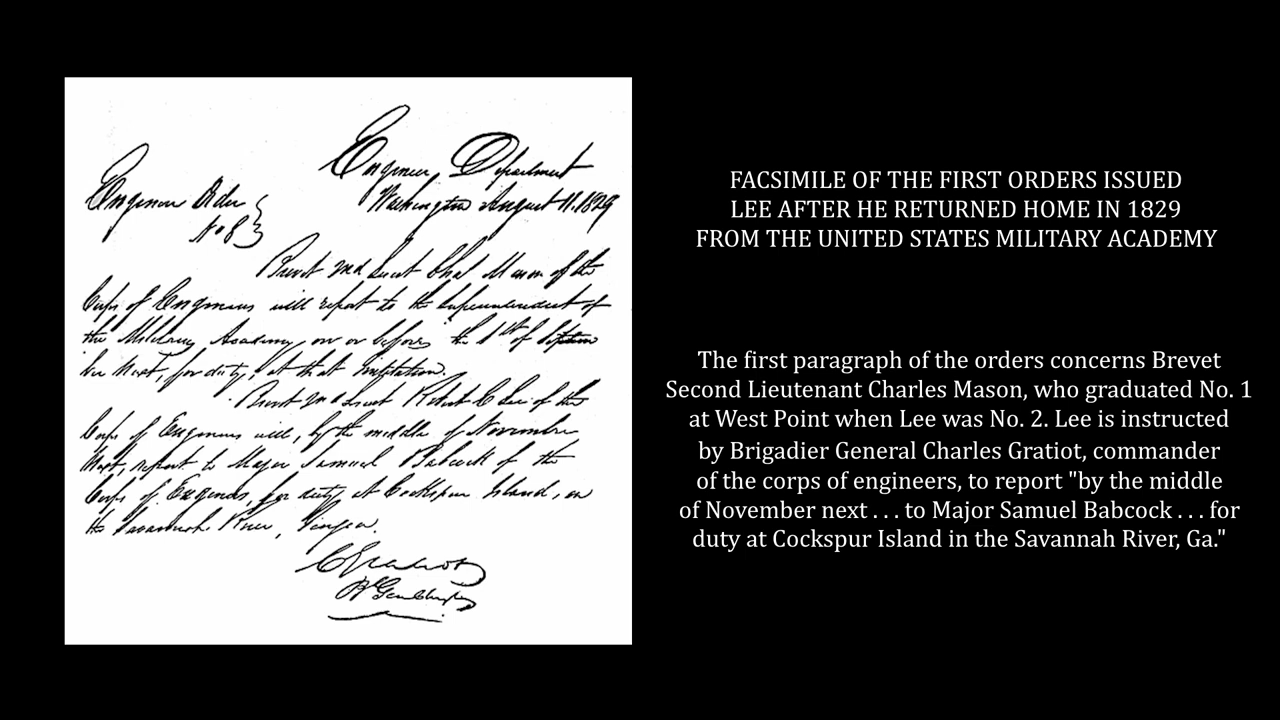 Engineer Department
Washington August 11. 1829
Engineer Order
No 8
Brevet 2nd Lieut Chas Mason of the
Corps of Engineers will report to the Superintendent of
the Military Academy on or before the 1st of Septem
ber Next, for duty, at that institution.
Brevet 2nd Lieut Robert E Lee of the
Corps of Engineers will, by the middle of November
Next, report to Major Samuel Babcock of the
Corps of Engineers, for duty at Cockspur Island, on
the Savannah River, Georgia.
C Gratiot
FACSIMILE OF THE FIRST ORDERS ISSUED
LEE AFTER HE RETURNED HOME IN 1829
FROM THE UNITED STATES MILITARY ACADEMY
The first paragraph of the orders concerns Brevet
Second Lieutenant Charles Mason, who graduated No. 1
at West Point when Lee was No. 2. Lee is instructed
by Brigadier General Charles Gratiot, commander
of the corps of engineers, to report "by the middle
of November next . . . to Major Samuel Babcock . . . for
duty at Cockspur Island in the Savannah River, Ga."